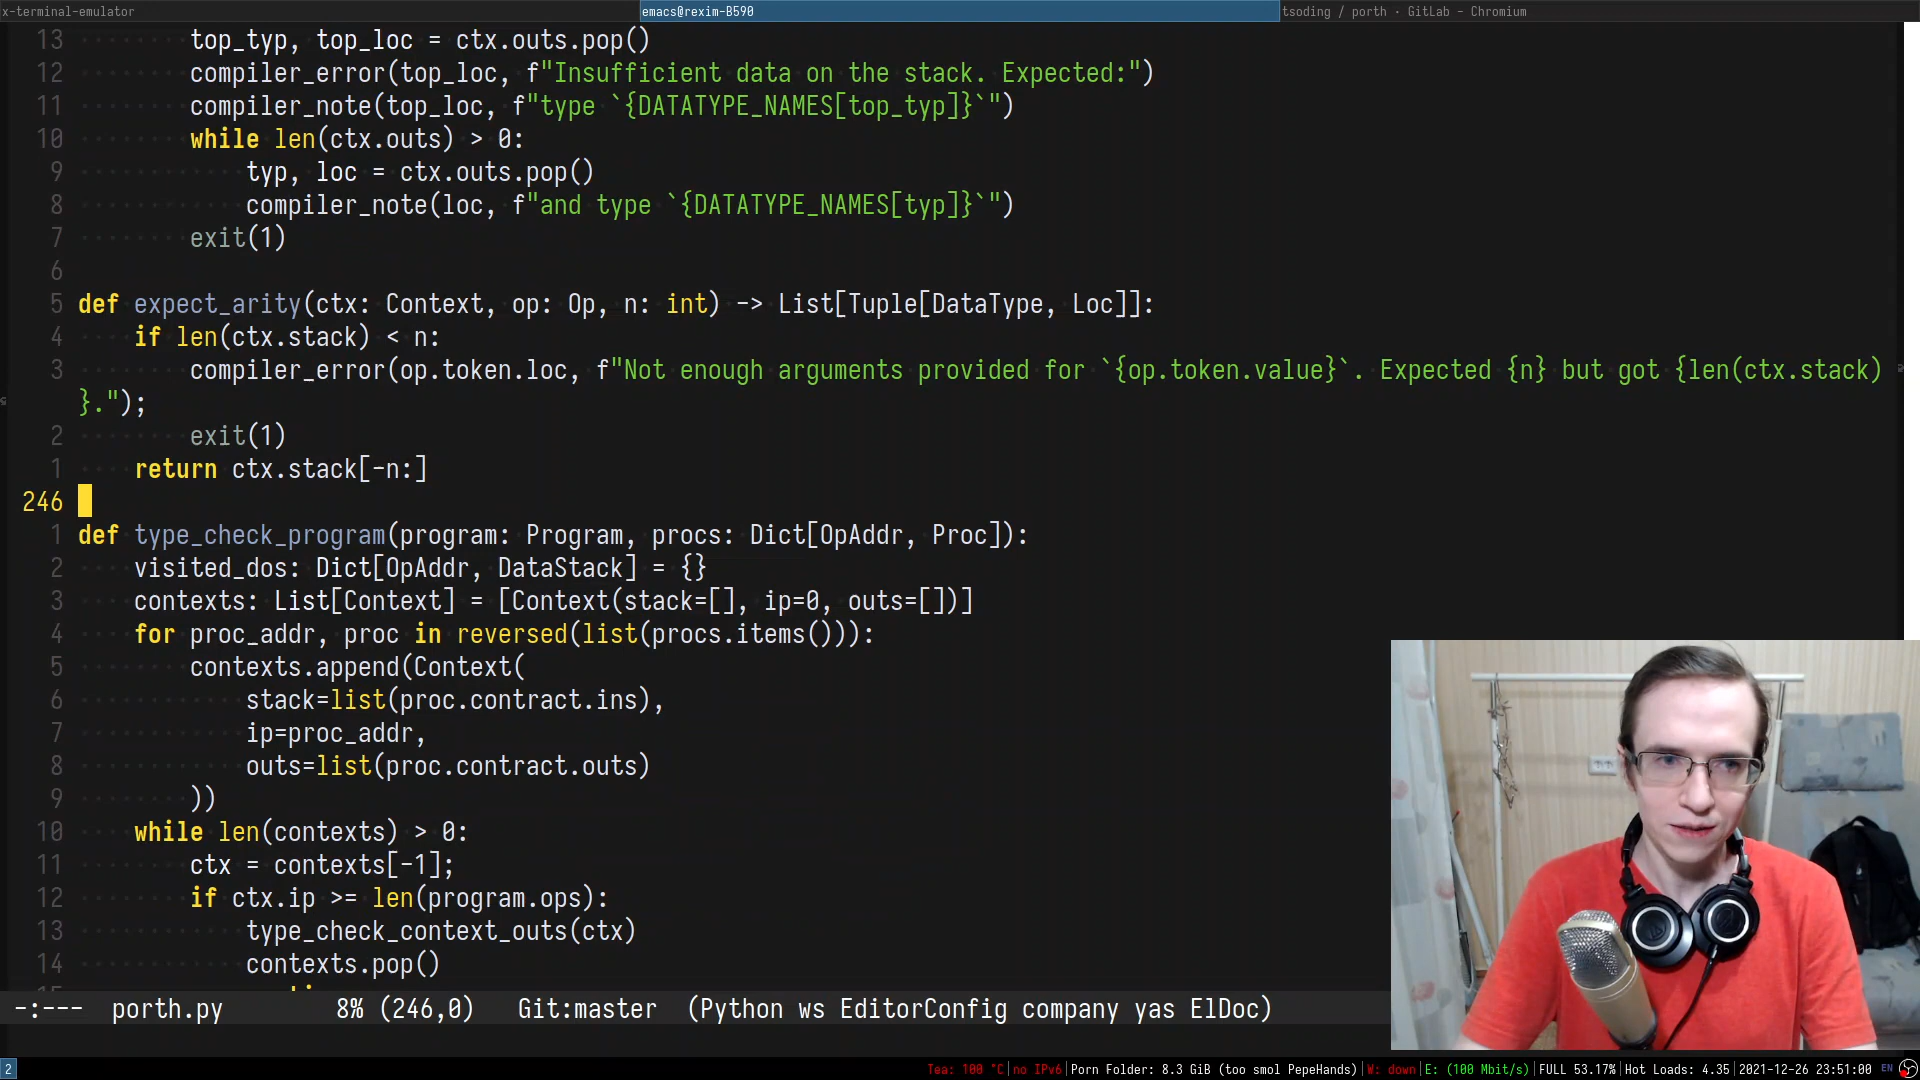 x-terminal-emulator
emacs@rexim-B590
tsoding / porth · GitLab - Chromium
13 top_typ, top_loc = ctx.outs.pop()
12 compiler_error(top_loc, f"Insufficient data on the stack. Expected:")
11 compiler_note(top_loc, f"type `{DATATYPE_NAMES[top_typ]}`")
10 while len(ctx.outs) > 0:
9 typ, loc = ctx.outs.pop()
8 compiler_note(loc, f"and type `{DATATYPE_NAMES[typ]}`")
7 exit(1)
6
5 def expect_arity(ctx: Context, op: Op, n: int) -> List[Tuple[DataType, Loc]]:
4 if len(ctx.stack) < n:
3 compiler_error(op.token.loc, f"Not enough arguments provided for `{op.token.value}`. Expected {n} but got {len(ctx.stack)
}.");
2 exit(1)
1 return ctx.stack[-n:]
246
1 def type_check_program(program: Program, procs: Dict[OpAddr, Proc]):
2 visited_dos: Dict[OpAddr, DataStack] = {}
3 contexts: List[Context] = [Context(stack=[], ip=0, outs=[])]
4 for proc_addr, proc in reversed(list(procs.items())):
5 contexts.append(Context(
6 stack=list(proc.contract.ins),
7 ip=proc_addr,
8 outs=list(proc.contract.outs)
9 ))
10 while len(contexts) > 0:
11 ctx = contexts[-1];
12 if ctx.ip >= len(program.ops):
13 type_check_context_outs(ctx)
14 contexts.pop()
-:--- porth.py 8% (246,0) Git:master (Python ws EditorConfig company yas ElDoc)
2 Tea: 100 °C|no IPv6|Porn Folder: 8.3 GiB (too smol PepeHands)|W: down|E: (100 Mbit/s)|FULL 53.17%|Hot Loads: 4.35|2021-12-26 23:51:00 EN